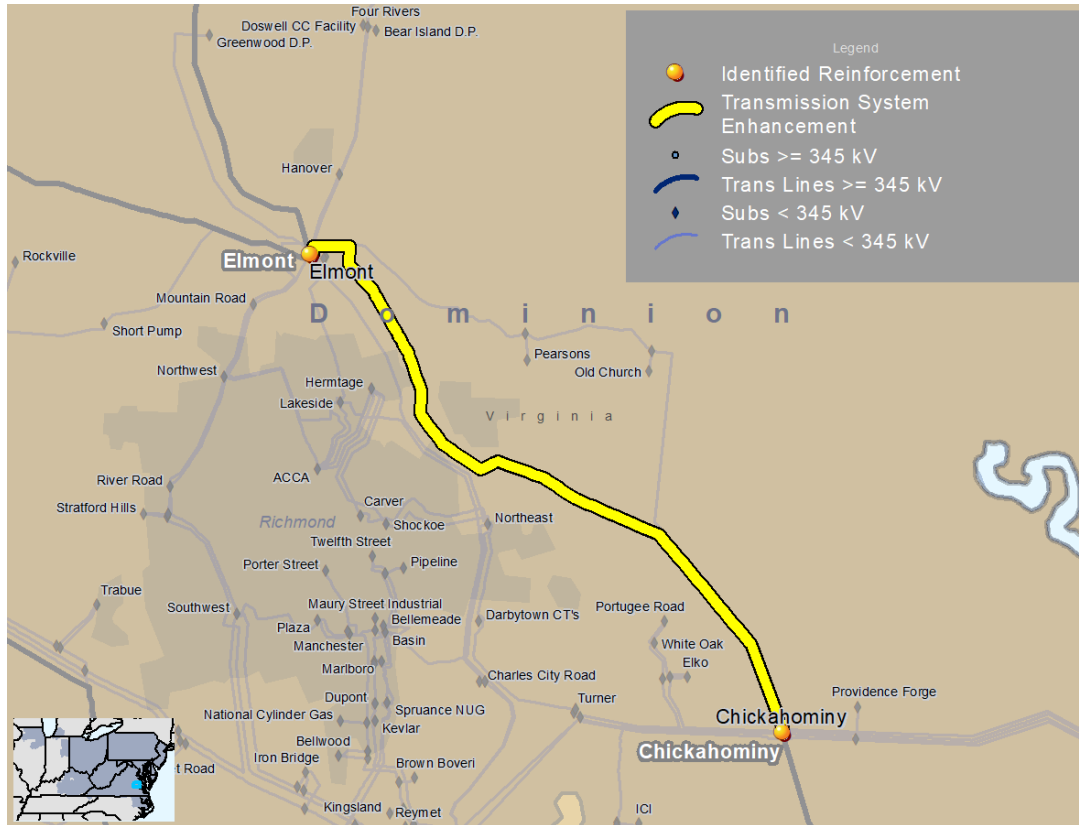 Four Rivers
Doswell CC Facility
Bear Island D.P.
Greenwood D.P.
Legend
Identified Reinforcement
Transmission System
Enhancement
Subs >= 345 kV
Trans Lines >= 345 kV
Subs < 345 kV
Trans Lines < 345 kV
Hanover
Rockville
Elmont
Elmont
Mountain Road
Dominion
Short Pump
Pearsons
Northwest
Old Church
Hermtage
Lakeside
Virginia
ACCA
River Road
Stratford Hills
Carver
Richmond
Shockoe
Northeast
Twelfth Street
Porter Street
Pipeline
Trabue
Southwest
Maury Street Industrial
Portugee Road
Plaza
Bellemeade
Darbytown CT's
Manchester
Basin
White Oak
Marlboro
Elko
Charles City Road
Dupont
Turner
Providence Forge
National Cylinder Gas
Spruance NUG
Chickahominy
Kevlar
Bellwood
Chickahominy
Iron Bridge
Brown Boveri
et Road
Kingsland
Reymet
ICI